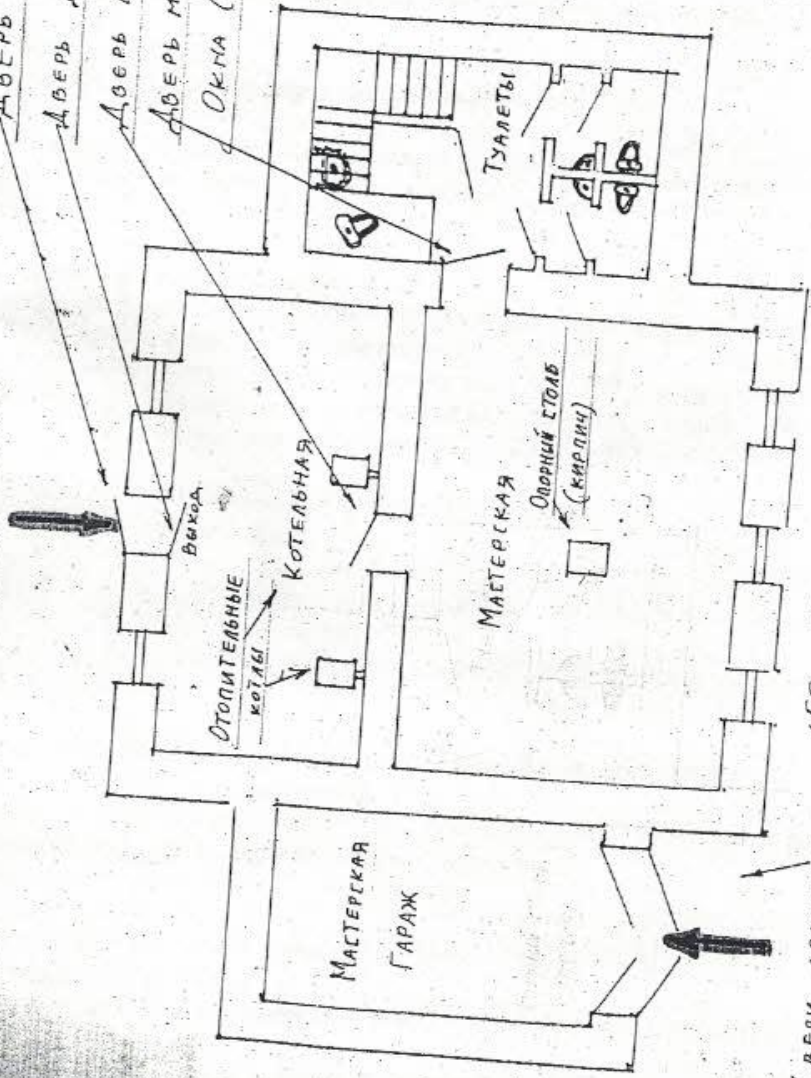 ДВЕРЬ
ДВЕРЬ
ДВЕРЬ
ДВЕРЬ
ОКНА (
ТУАЛЕТЫ
ВЫХОД
КОТЕЛЬНАЯ
ОТОПИТЕЛЬНЫЕ
КОТЛЫ
ОПОРНЫЙ СТОЛБ
(КИРПИЧ)
МАСТЕРСКАЯ
МАСТЕРСКАЯ
ГАРАЖ